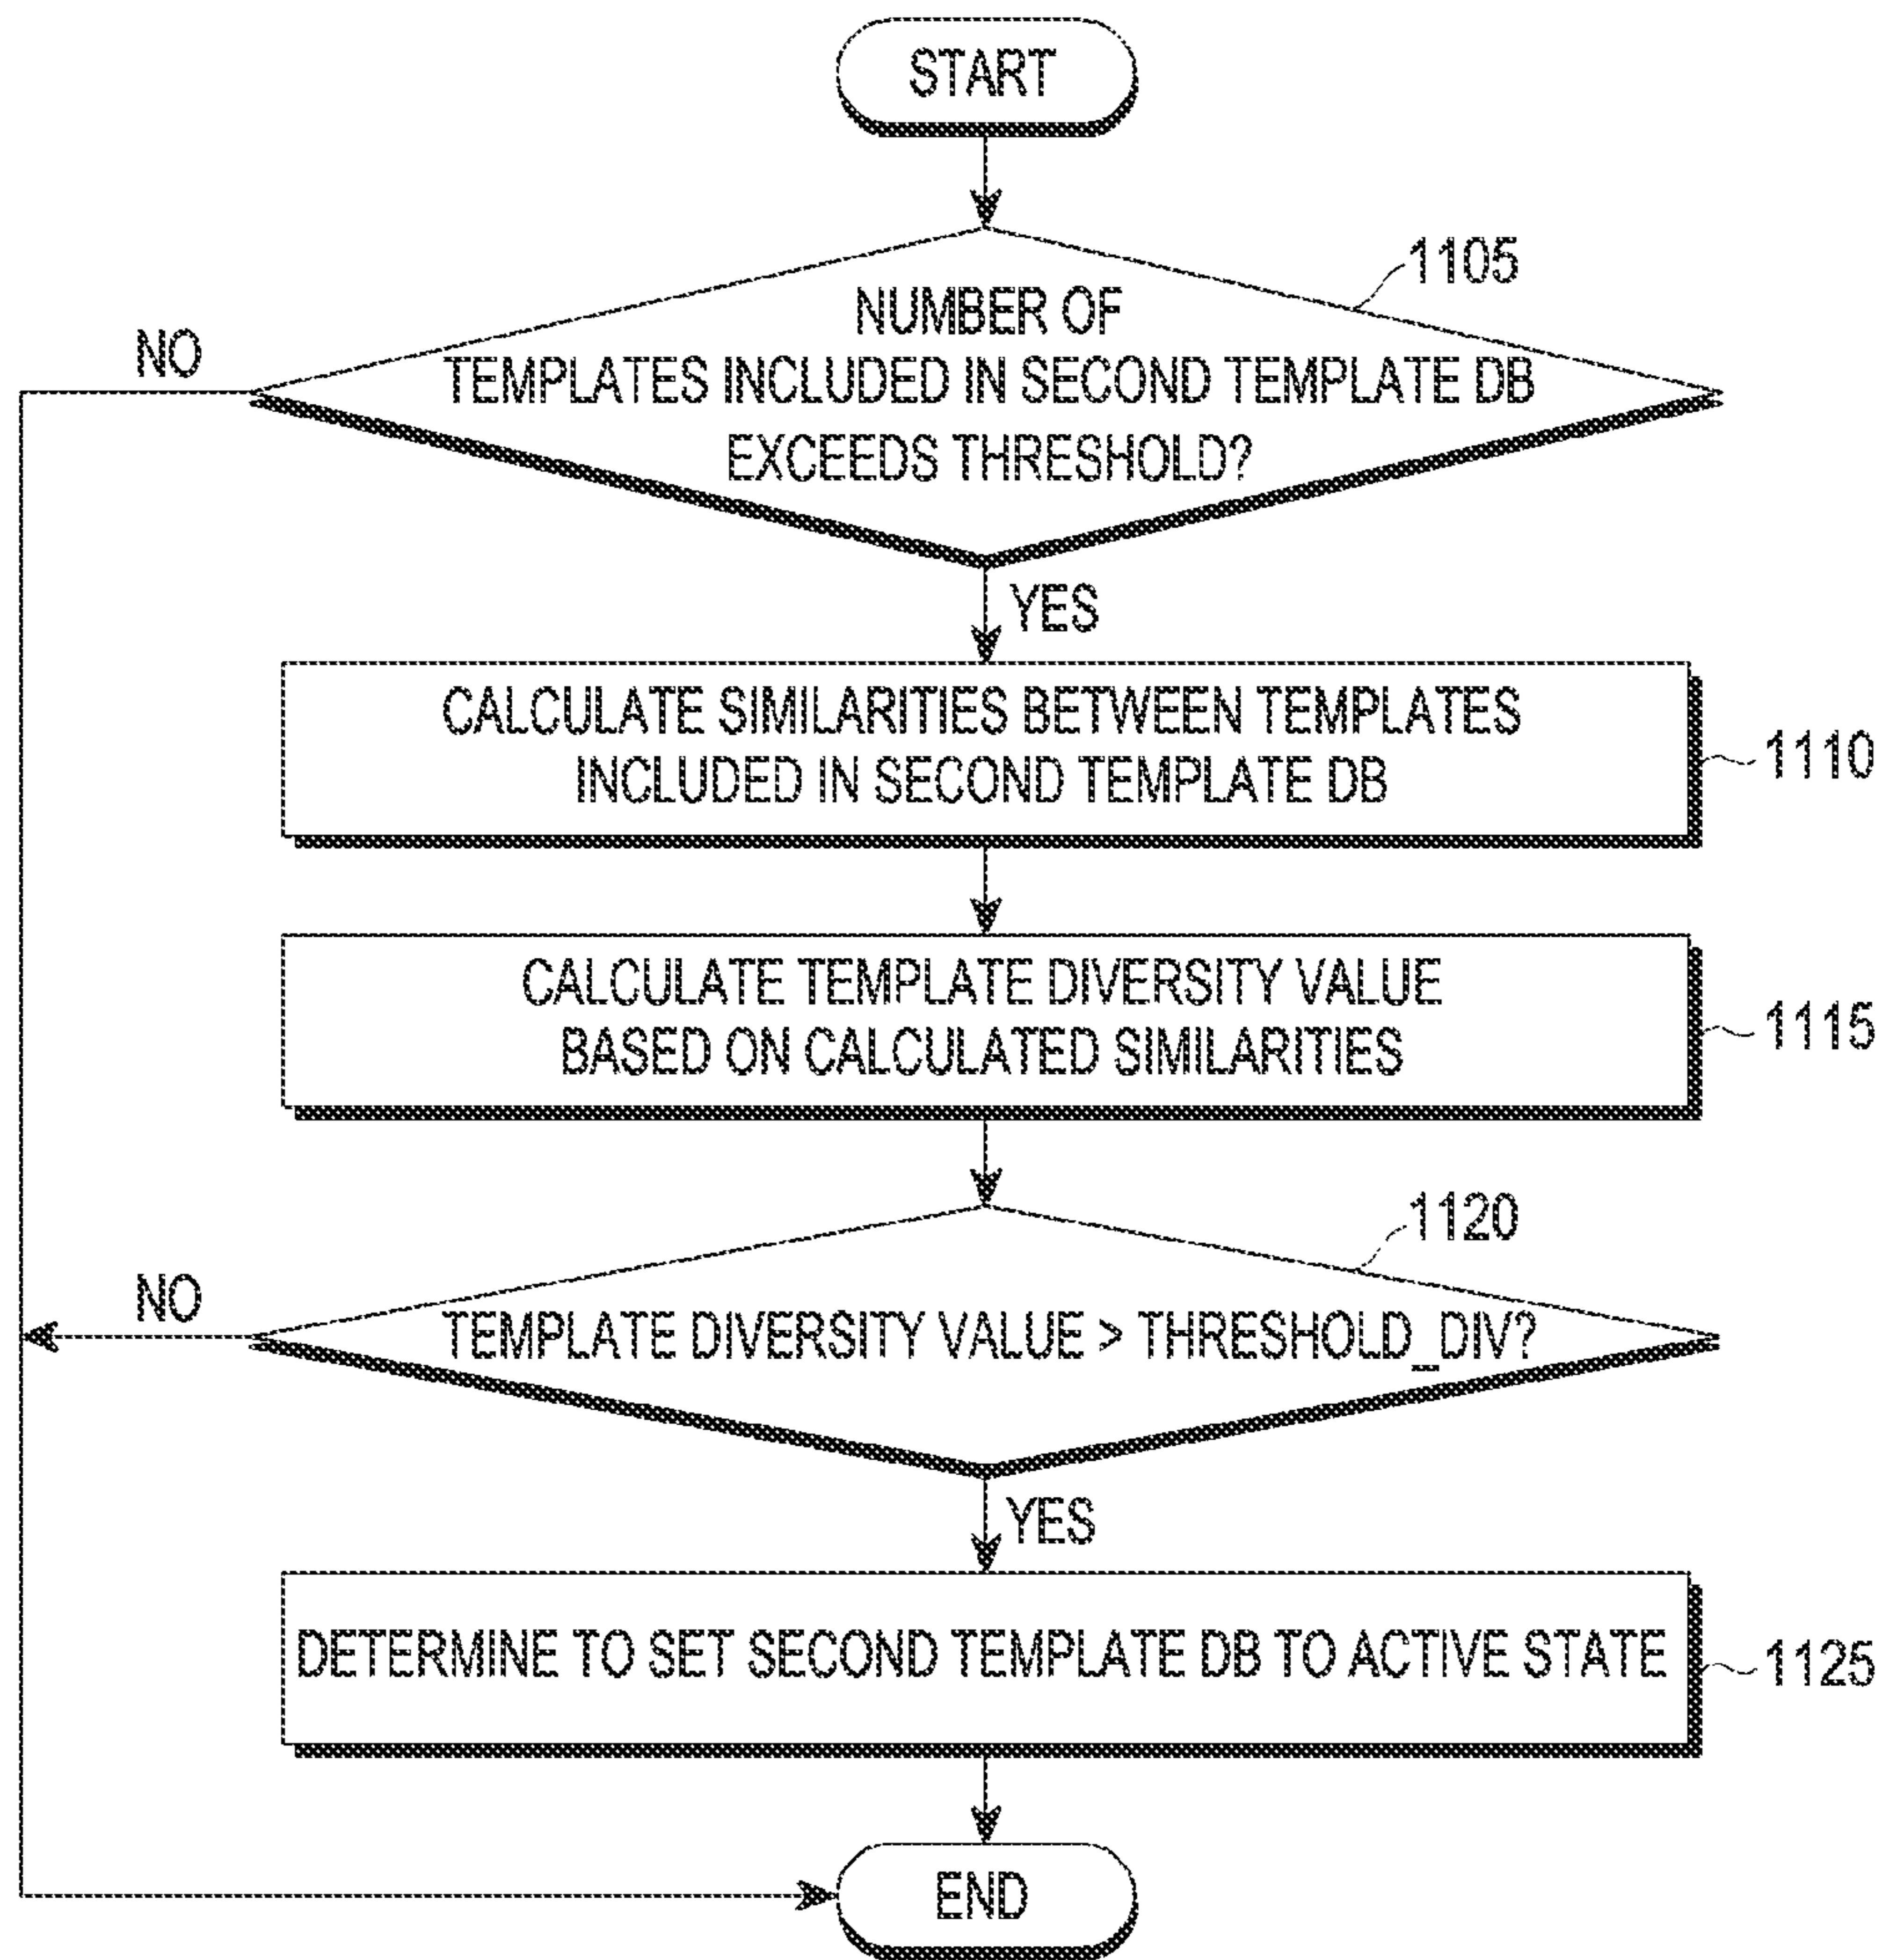 START
1105
NUMBER OF
TEMPLATES INCLUDED IN SECOND TEMPLATE DB
EXCEEDS THRESHOLD?
NO
YES
CALCULATE SIMILARITIES BETWEEN TEMPLATES
INCLUDED IN SECOND TEMPLATE DB
1110
CALCULATE TEMPLATE DIVERSITY VALUE
BASED ON CALCULATED SIMILARITIES
1115
1120
TEMPLATE DIVERSITY VALUE > THRESHOLD_DIV?
NO
YES
DETERMINE TO SET SECOND TEMPLATE DB TO ACTIVE STATE
1125
END